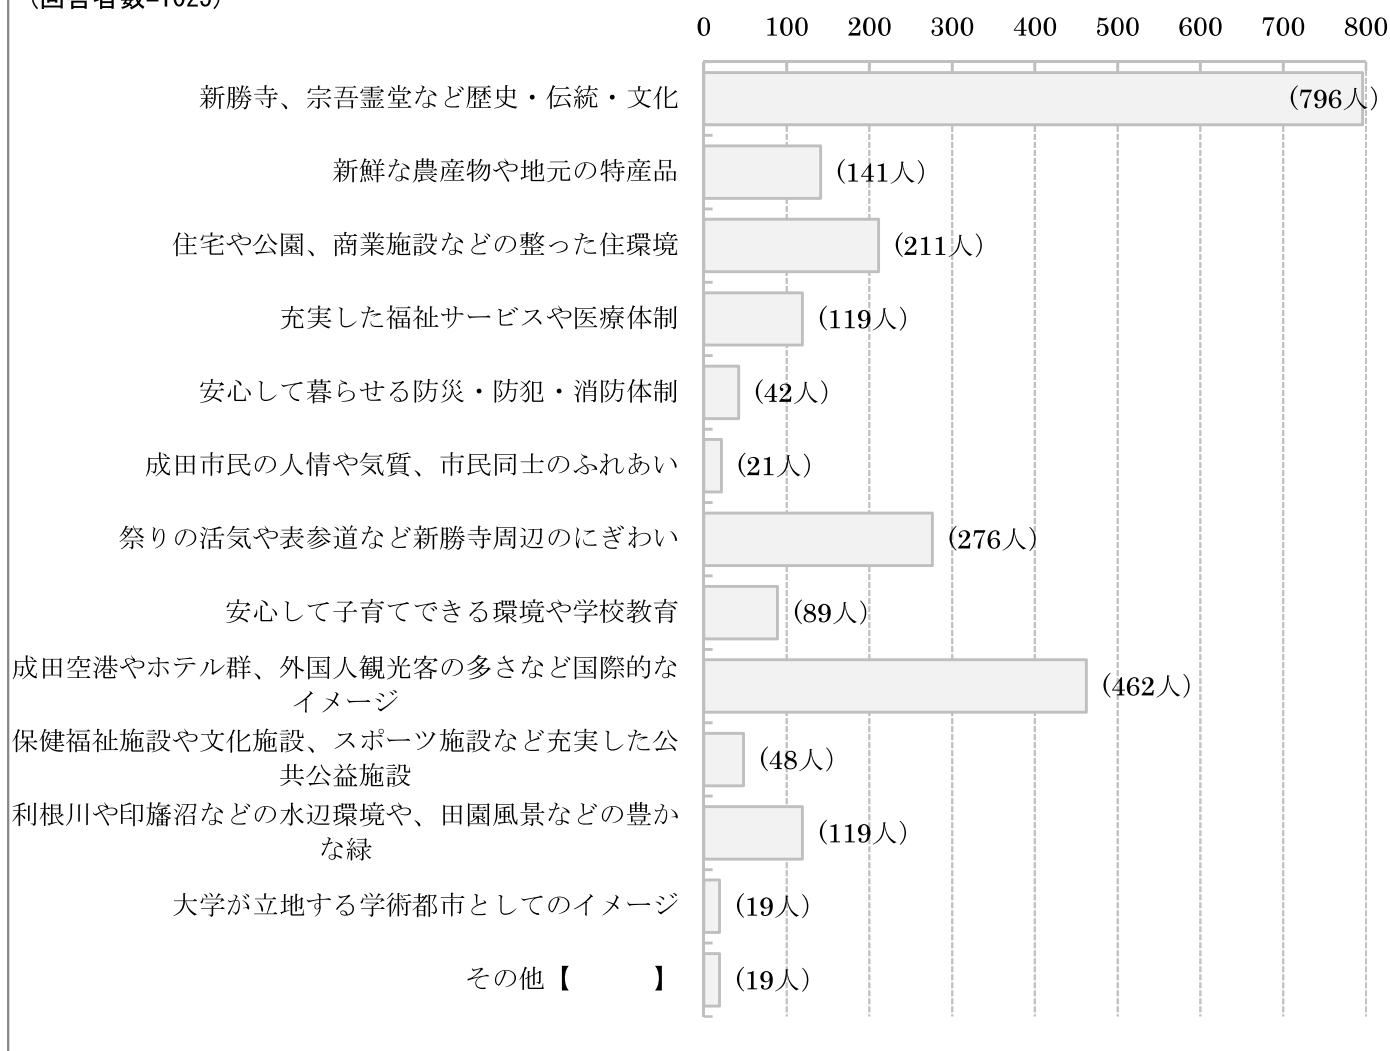 (回答者数=1025)
0 100 200 300 400 500 600 700 800
新勝寺、宗吾霊堂など歴史・伝統・文化 (796人)
新鮮な農産物や地元の特産品 (141人)
住宅や公園、商業施設などの整った住環境 (211人)
充実した福祉サービスや医療体制 (119人)
安心して暮らせる防災・防犯・消防体制 (42人)
成田市民の人情や気質、市民同士のふれあい (21人)
祭りの活気や表参道など新勝寺周辺のにぎわい (276人)
安心して子育てできる環境や学校教育 (89人)
成田空港やホテル群、外国人観光客の多さなど国際的な
イメージ (462人)
保健福祉施設や文化施設、スポーツ施設など充実した公
共公益施設 (48人)
利根川や印旛沼などの水辺環境や、田園風景などの豊か
な緑 (119人)
大学が立地する学術都市としてのイメージ (19人)
その他【　　　】 (19人)